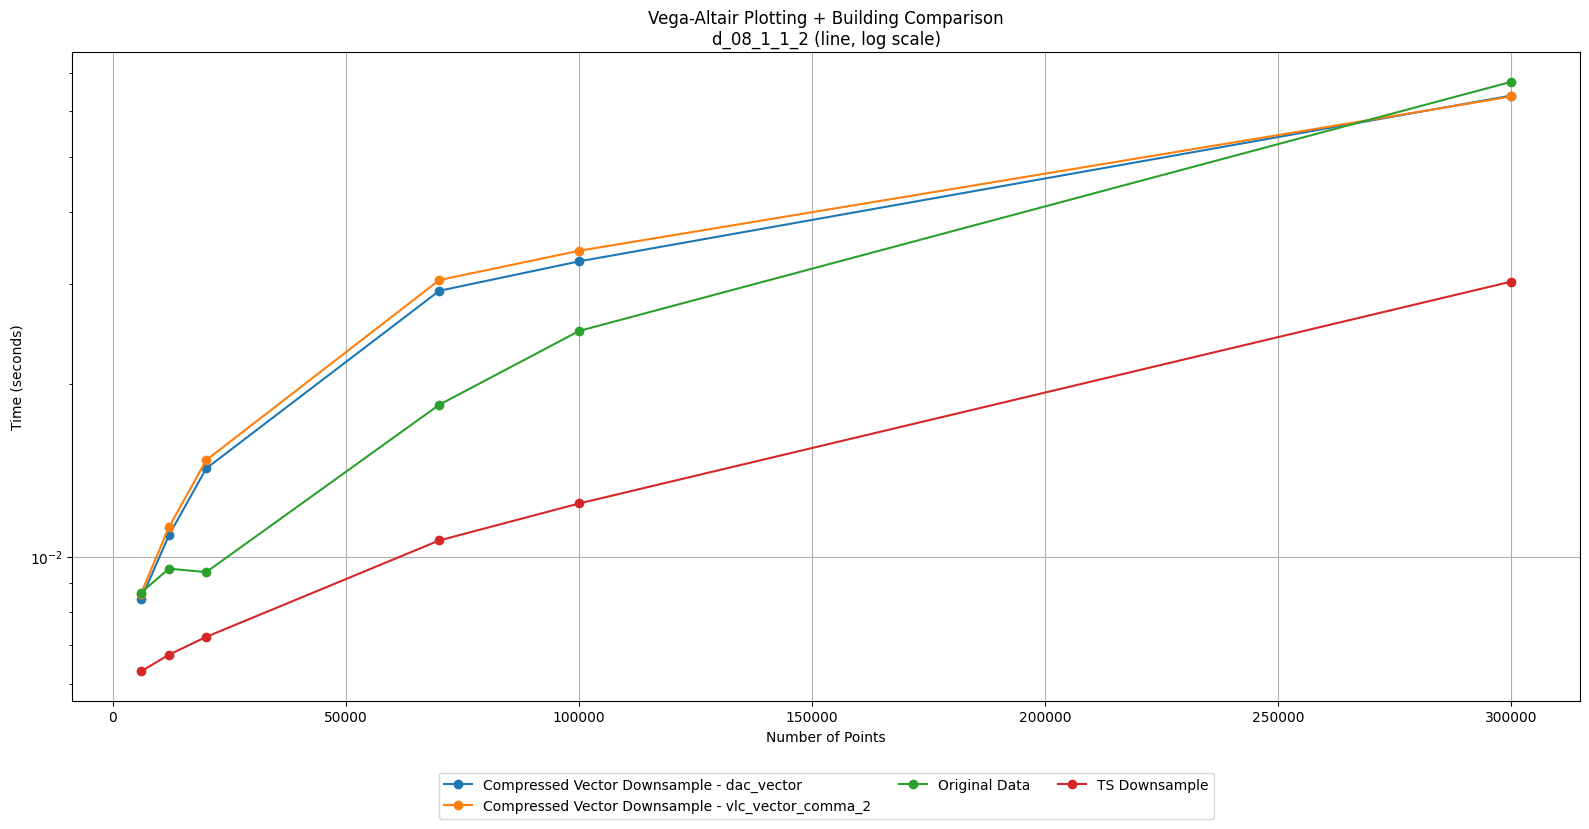 Vega-Altair Plotting + Building Comparison
d_08_1_1_2 (line, log scale)
Time (seconds)
10⁻²
0 50000 100000 150000 200000 250000 300000
Number of Points
Compressed Vector Downsample - dac_vector
Compressed Vector Downsample - vlc_vector_comma_2
Original Data
TS Downsample